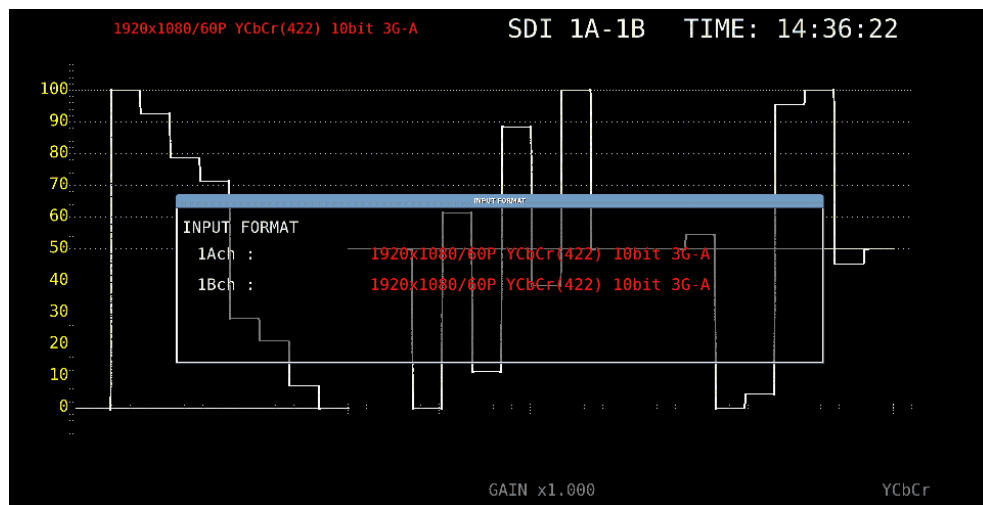 1920x1080/60P YCbCr(422) 10bit 3G-A
SDI 1A-1B TIME: 14:36:22
100
90
80
70
60
50
40
30
20
10
0
INPUT FORMAT
INPUT FORMAT
1Ach : 1920x1080/60P YCbCr(422) 10bit 3G-A
1Bch : 1920x1080/60P YCbCr(422) 10bit 3G-A
GAIN x1.000
YCbCr